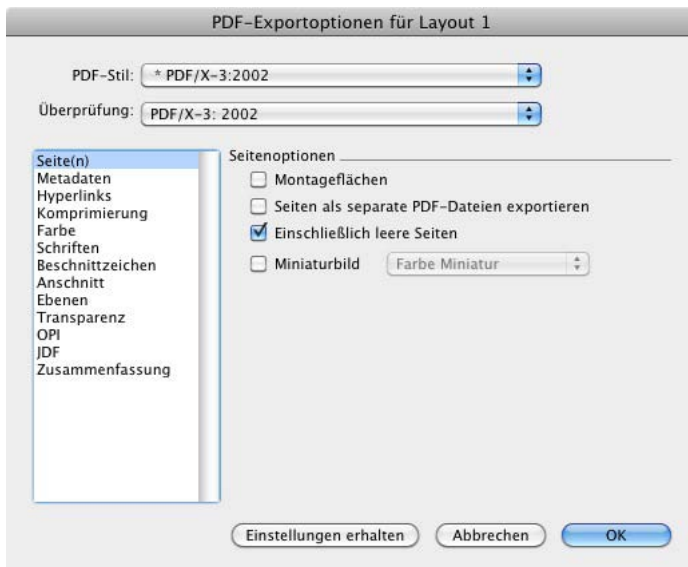 PDF-Exportoptionen für Layout 1
PDF-Stil: * PDF/X-3:2002
Überprüfung: PDF/X-3: 2002
Seite(n)
Metadaten
Hyperlinks
Komprimierung
Farbe
Schriften
Beschnittzeichen
Anschnitt
Ebenen
Transparenz
OPI
JDF
Zusammenfassung
Seitenoptionen
Montageflächen
Seiten als separate PDF-Dateien exportieren
Einschließlich leere Seiten
Miniaturbild Farbe Miniatur
Einstellungen erhalten Abbrechen OK